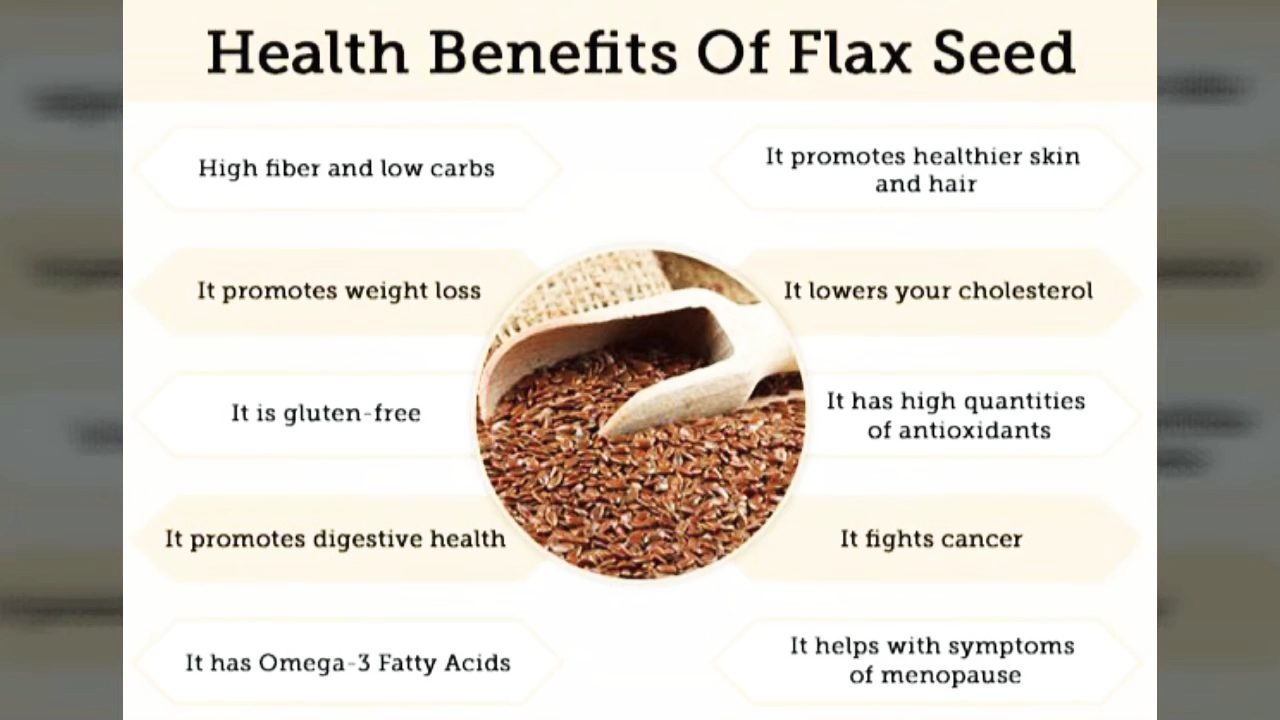 Health Benefits Of Flax Seed
High fiber and low carbs
It promotes weight loss
It is gluten-free
It promotes digestive health
It has Omega-3 Fatty Acids
It promotes healthier skin
and hair
It lowers your cholesterol
It has high quantities
of antioxidants
It fights cancer
It helps with symptoms
of menopause